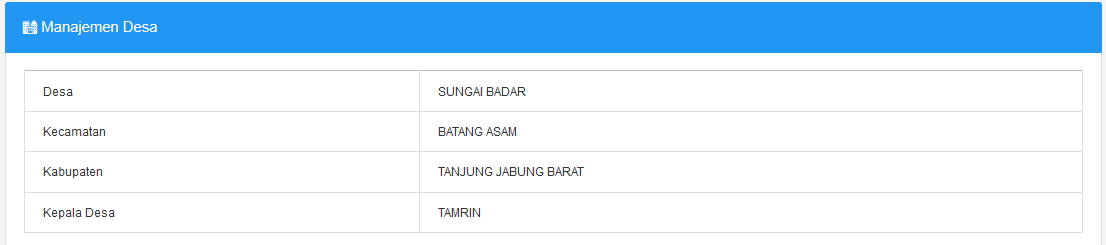 Manajemen Desa
Desa SUNGAI BADAR
Kecamatan BATANG ASAM
Kabupaten TANJUNG JABUNG BARAT
Kepala Desa TAMRIN